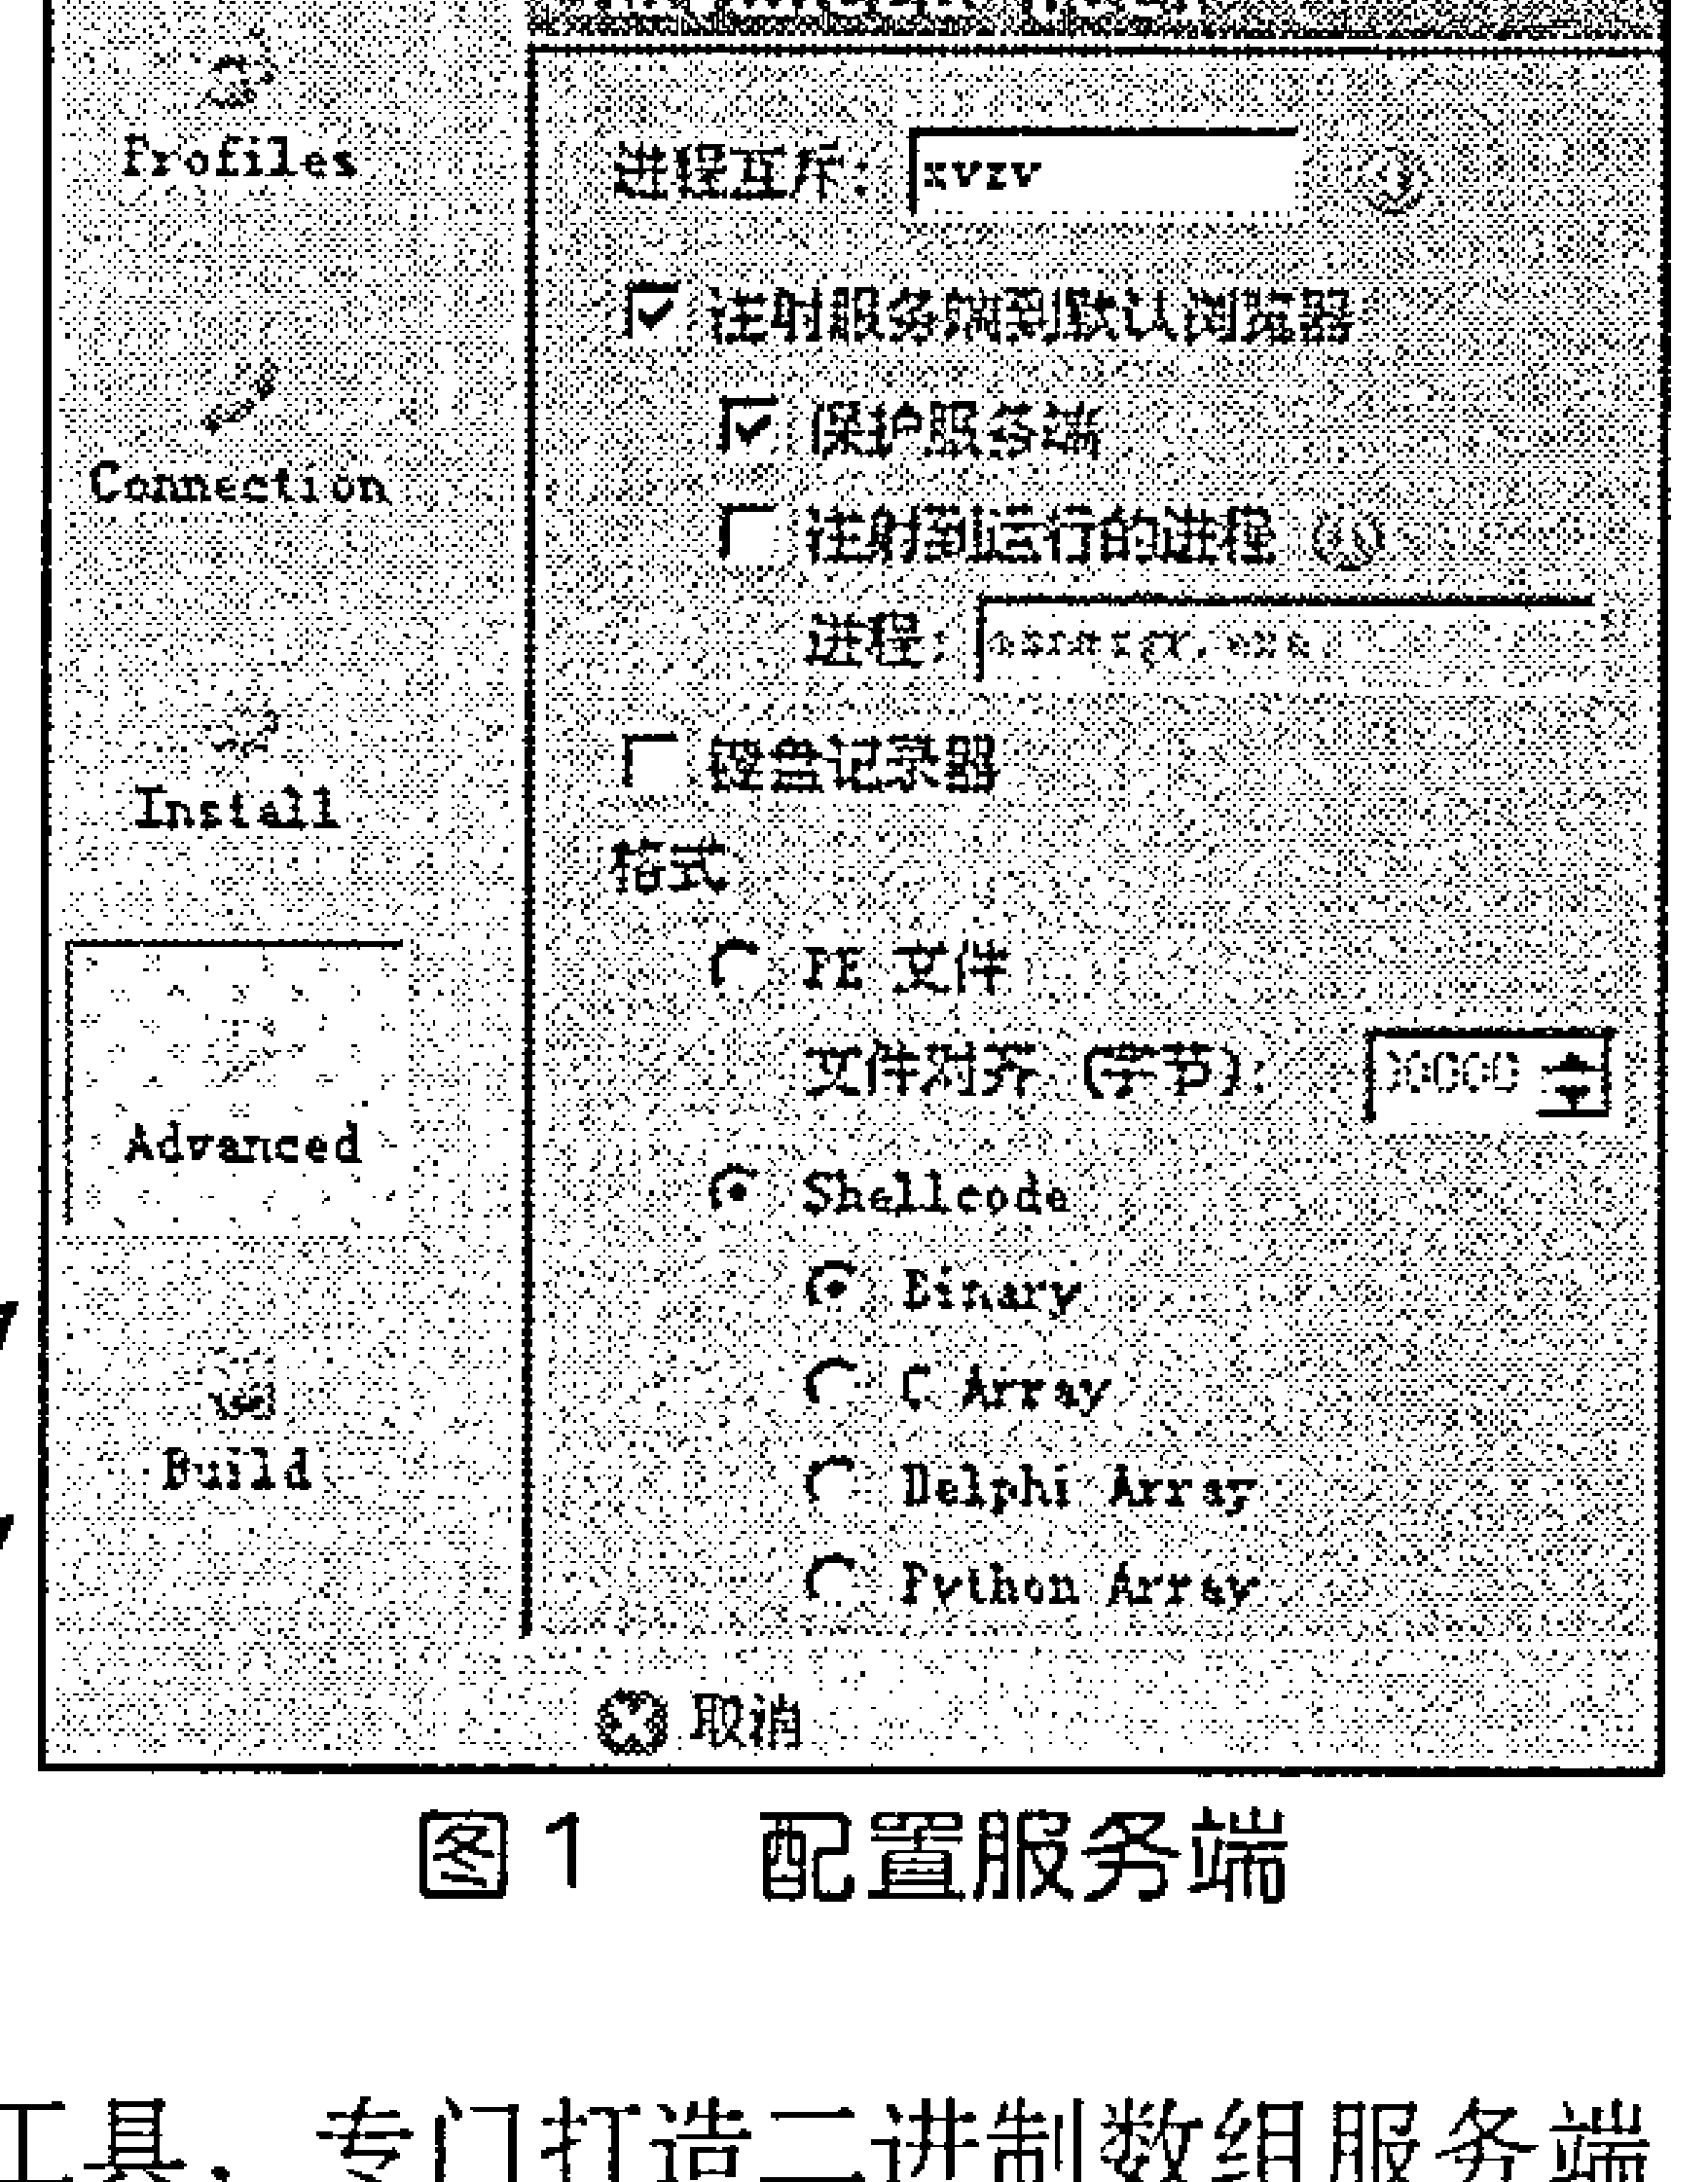 Profiles
Connection
Install
Advanced
Build
进程互斥: xvzv
注射服务端到默认浏览器
保护服务端
注射到运行的进程
进程:
键盘记录器
格式
PE 文件
文件对齐 (字节):
Shellcode
Binary
C Array
Delphi Array
Python Array
取消
图1 配置服务端
工具，专门打造二进制数组服务端